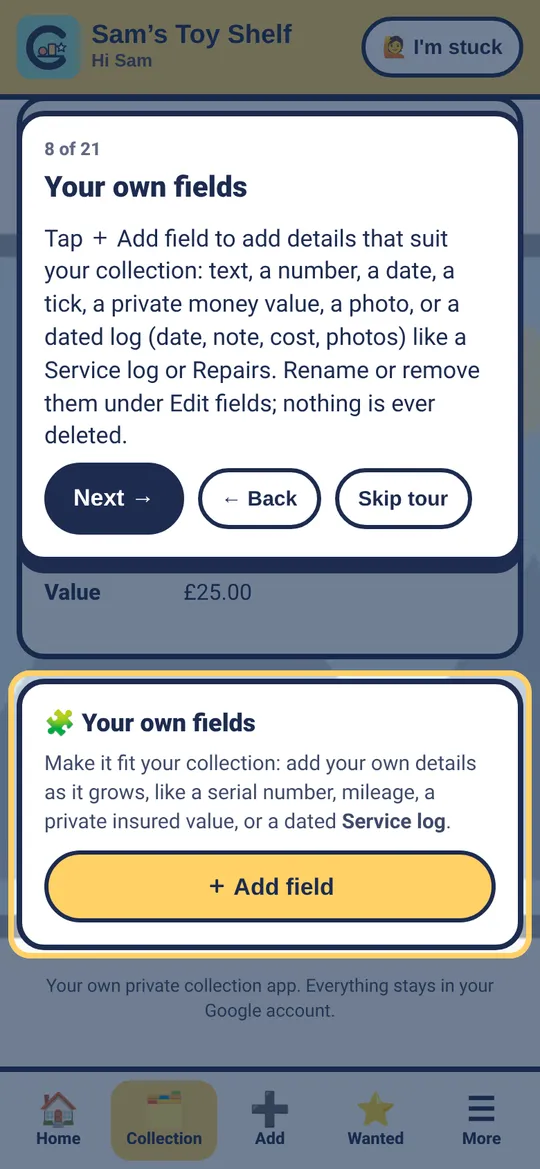 Sam's Toy Shelf
Hi Sam
🙋 I'm stuck
8 of 21
Your own fields
Tap ＋ Add field to add details that suit
your collection: text, a number, a date, a
tick, a private money value, a photo, or a
dated log (date, note, cost, photos) like a
Service log or Repairs. Rename or remove
them under Edit fields; nothing is ever
deleted.
Next →
← Back
Skip tour
Value £25.00
🧩 Your own fields
Make it fit your collection: add your own details
as it grows, like a serial number, mileage, a
private insured value, or a dated Service log.
＋ Add field
Your own private collection app. Everything stays in your
Google account.
Home
Collection
Add
Wanted
More